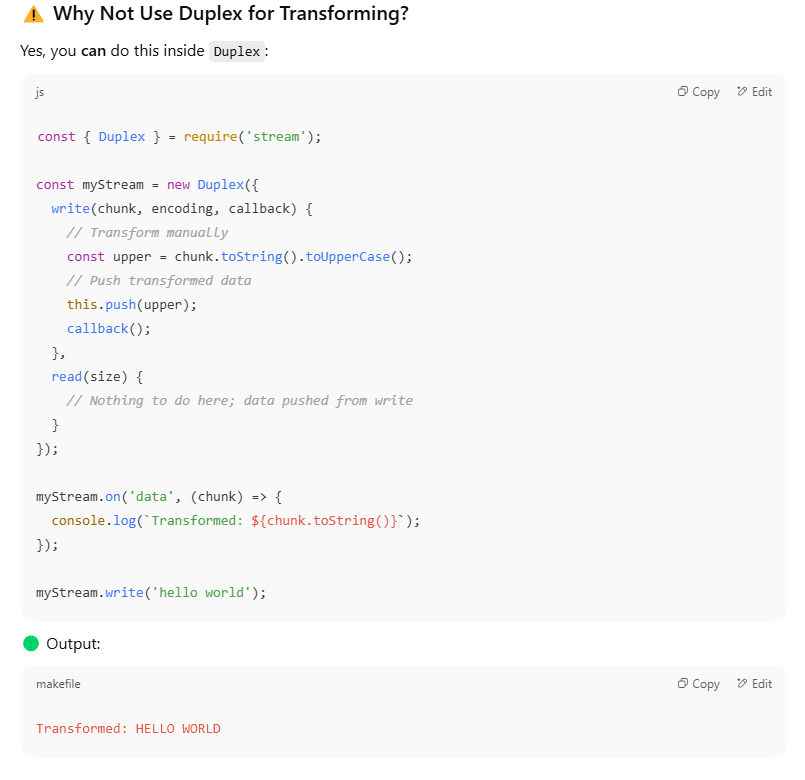 ⚠️ Why Not Use Duplex for Transforming?
Yes, you can do this inside Duplex:
js
Copy
Edit
const { Duplex } = require('stream');
const myStream = new Duplex({
  write(chunk, encoding, callback) {
    // Transform manually
    const upper = chunk.toString().toUpperCase();
    // Push transformed data
    this.push(upper);
    callback();
  },
  read(size) {
    // Nothing to do here; data pushed from write
  }
});
myStream.on('data', (chunk) => {
  console.log(`Transformed: ${chunk.toString()}`);
});
myStream.write('hello world');
🟢 Output:
makefile
Copy
Edit
Transformed: HELLO WORLD